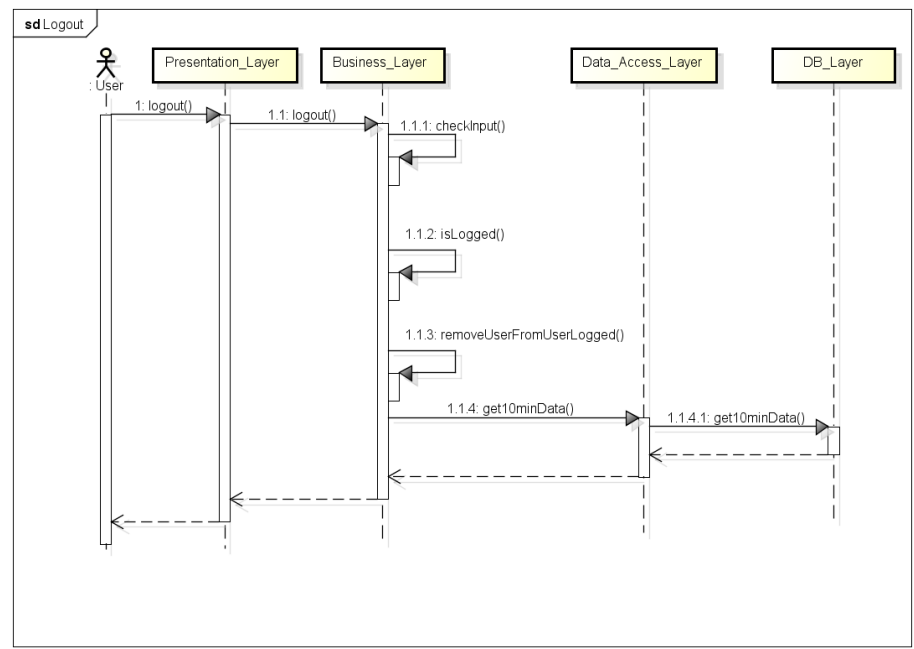 sd Logout
: User
Presentation_Layer
Business_Layer
Data_Access_Layer
DB_Layer
1: logout()
1.1: logout()
1.1.1: checkInput()
1.1.2: isLogged()
1.1.3: removeUserFromUserLogged()
1.1.4: get10minData()
1.1.4.1: get10minData()